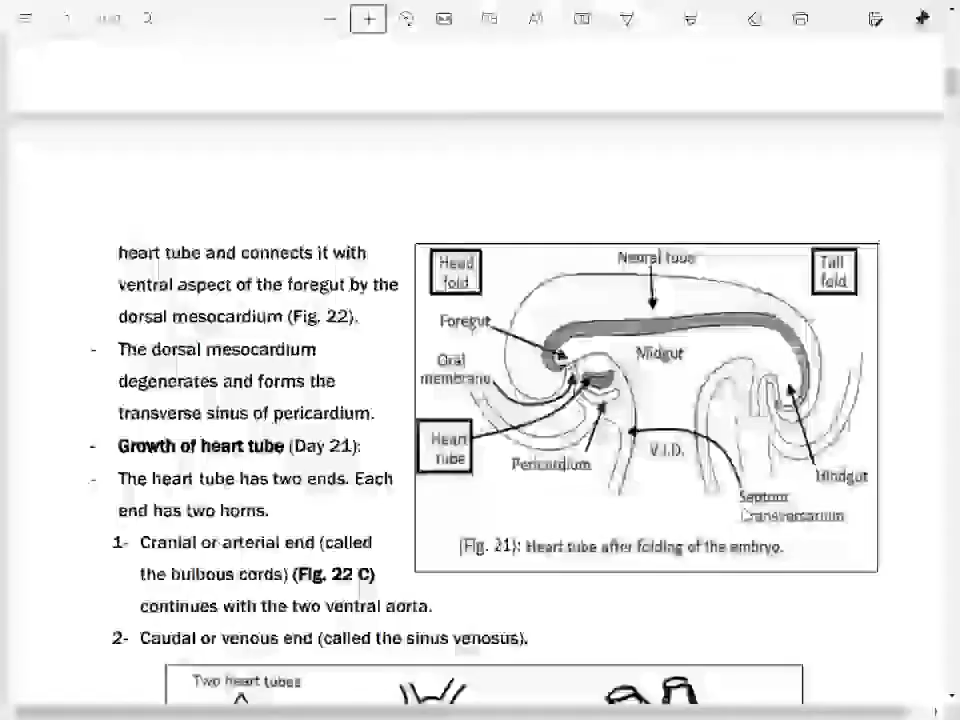 heart tube and connects it with
ventral aspect of the foregut by the
dorsal mesocardium (Fig. 22).
- The dorsal mesocardium
degenerates and forms the
transverse sinus of pericardium.
- Growth of heart tube (Day 21):
- The heart tube has two ends. Each
end has two horns.
1- Cranial or arterial end (called
the bulbous cords) (Fig. 22 C)
continues with the two ventral aorta.
2- Caudal or venous end (called the sinus venosus).
Head
fold
Neural tube
Tail
fold
Foregut
Midgut
Oral
membrane
Heart
Tube
Pericardium
V.I.D.
Hindgut
Septum
Transversarium
(Fig. 21): Heart tube after folding of the embryo.
Two heart tubes